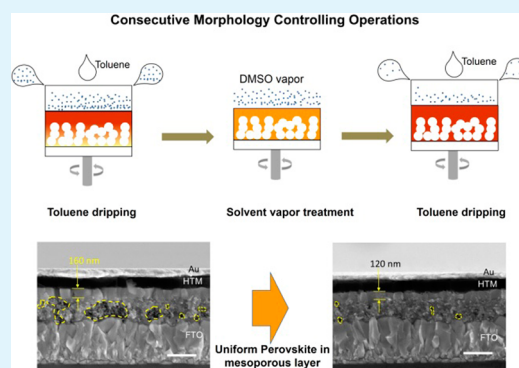 Consecutive Morphology Controlling Operations
Toluene
DMSO vapor
Toluene
Toluene dripping
Solvent vapor treatment
Toluene dripping
160 nm
Au
HTM
FTO
Uniform Perovskite in
mesoporous layer
120 nm
Au
HTM
FTO